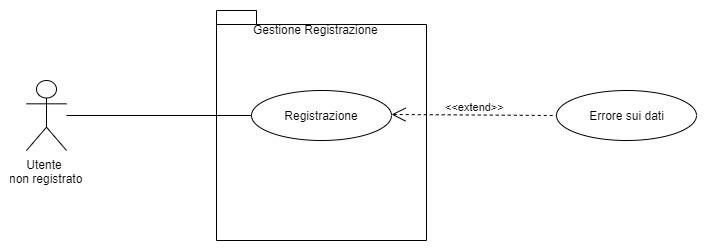 Gestione Registrazione
<<extend>>
Registrazione
Errore sui dati
Utente
non registrato